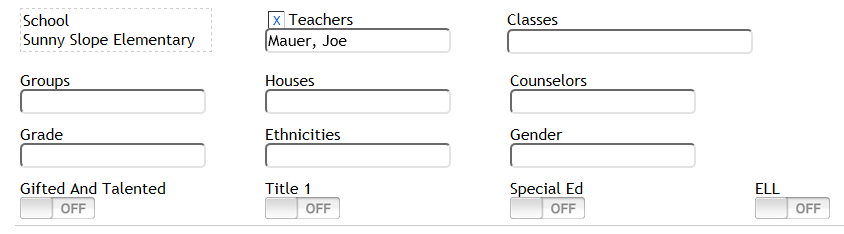 School
Sunny Slope Elementary
X Teachers
Mauer, Joe
Classes
Groups
Houses
Counselors
Grade
Ethnicities
Gender
Gifted And Talented
OFF
Title 1
OFF
Special Ed
OFF
ELL
OFF